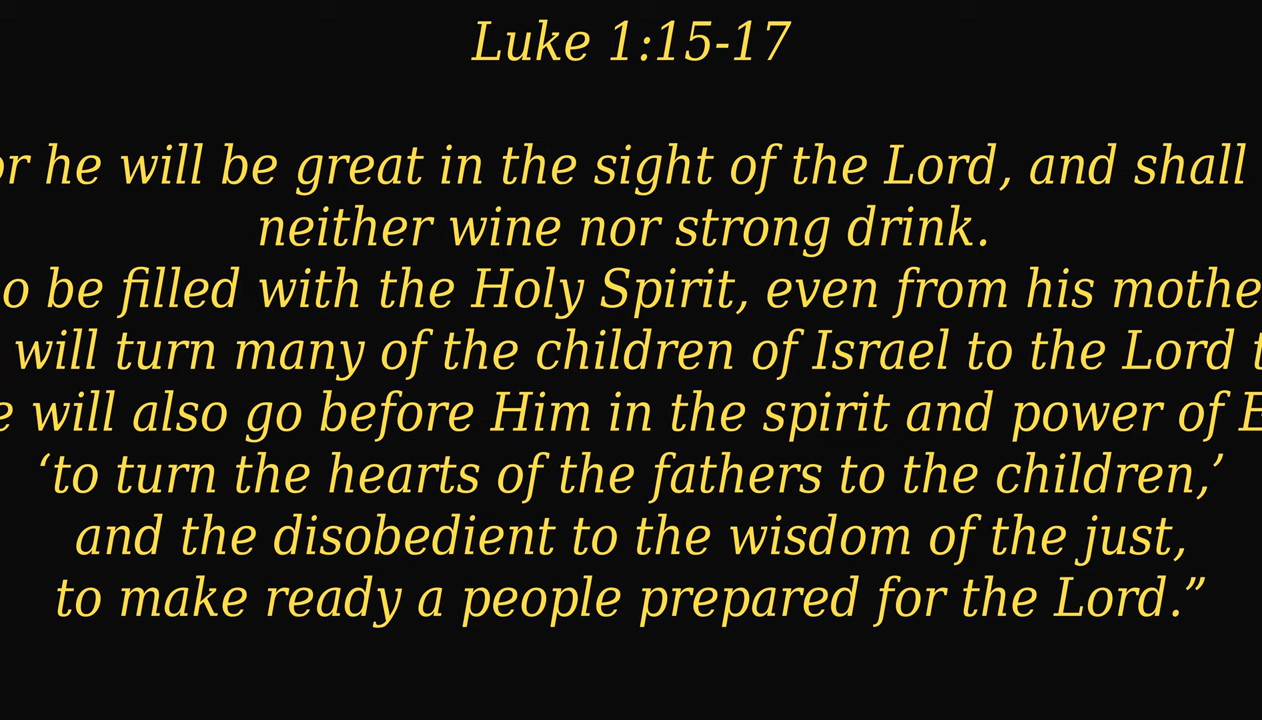 Luke 1:15-17
or he will be great in the sight of the Lord, and shall
neither wine nor strong drink.
o be filled with the Holy Spirit, even from his mothe
will turn many of the children of Israel to the Lord t
e will also go before Him in the spirit and power of E
‘to turn the hearts of the fathers to the children,’
and the disobedient to the wisdom of the just,
to make ready a people prepared for the Lord.”